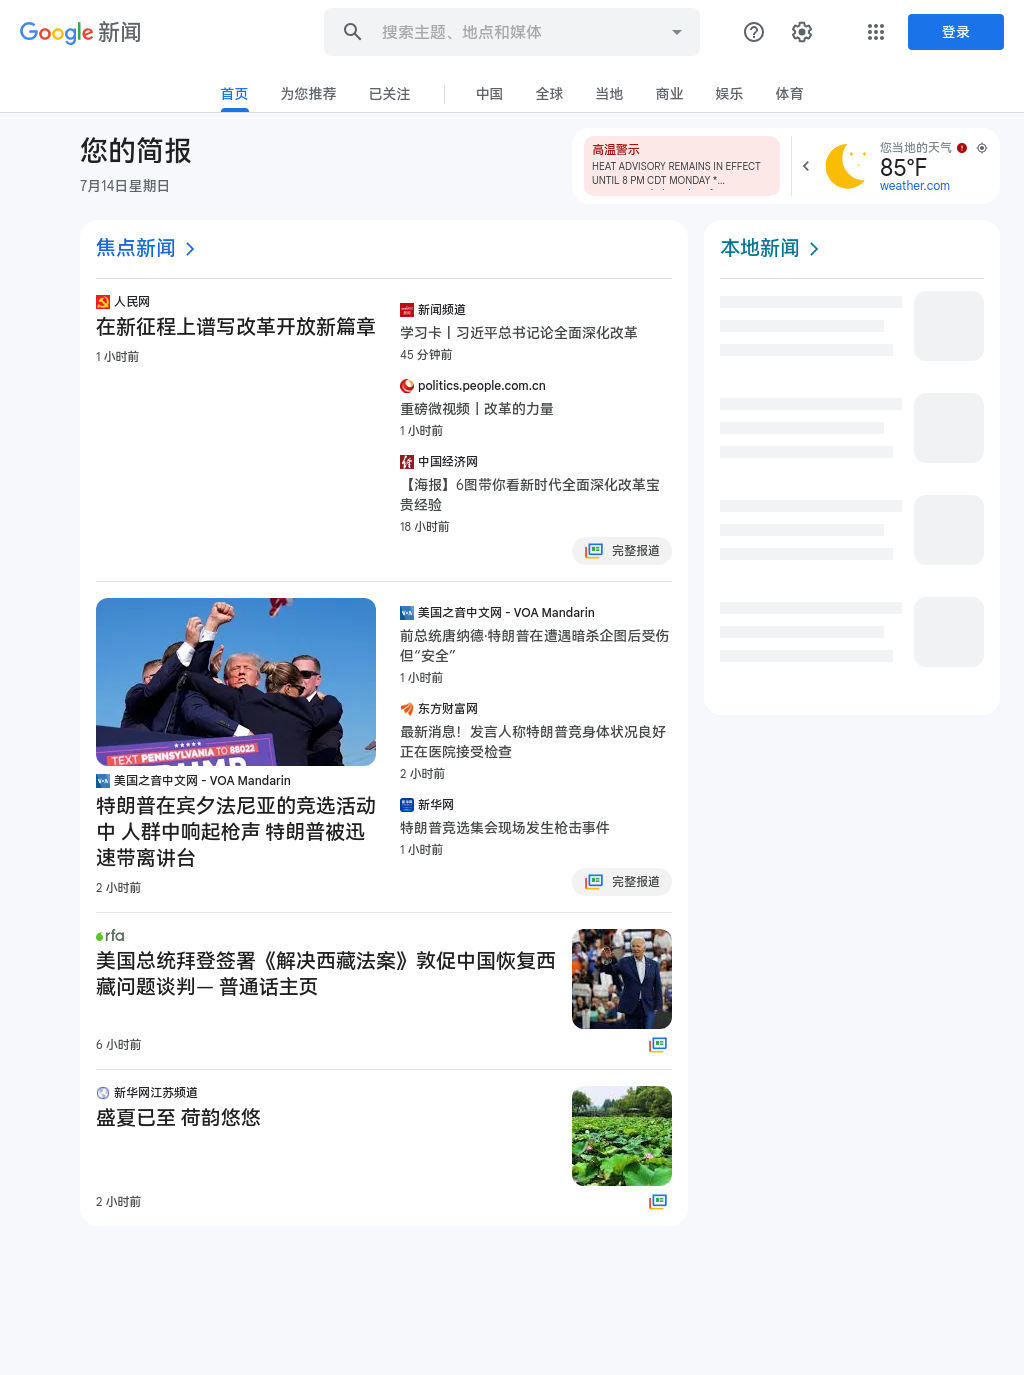 Google 新闻
搜索主题、地点和媒体
登录
首页
为您推荐
已关注
中国
全球
当地
商业
娱乐
体育
您的简报
7月14日星期日
高温警示
HEAT ADVISORY REMAINS IN EFFECT
UNTIL 8 PM CDT MONDAY *...
您当地的天气
85°F
weather.com
焦点新闻
人民网
在新征程上谱写改革开放新篇章
1 小时前
新闻频道
学习卡丨习近平总书记论全面深化改革
45 分钟前
politics.people.com.cn
重磅微视频丨改革的力量
1 小时前
中国经济网
【海报】6图带你看新时代全面深化改革宝
贵经验
18 小时前
完整报道
TEXT PENNSYLVANIA TO 88022
美国之音中文网 - VOA Mandarin
特朗普在宾夕法尼亚的竞选活动
中 人群中响起枪声 特朗普被迅
速带离讲台
2 小时前
VOA 美国之音中文网 - VOA Mandarin
前总统唐纳德·特朗普在遭遇暗杀企图后受伤
但“安全”
1 小时前
东方财富网
最新消息！发言人称特朗普竞身体状况良好
正在医院接受检查
2 小时前
新华网
特朗普竞选集会现场发生枪击事件
1 小时前
完整报道
rfa
美国总统拜登签署《解决西藏法案》敦促中国恢复西
藏问题谈判— 普通话主页
6 小时前
新华网江苏频道
盛夏已至 荷韵悠悠
2 小时前
本地新闻